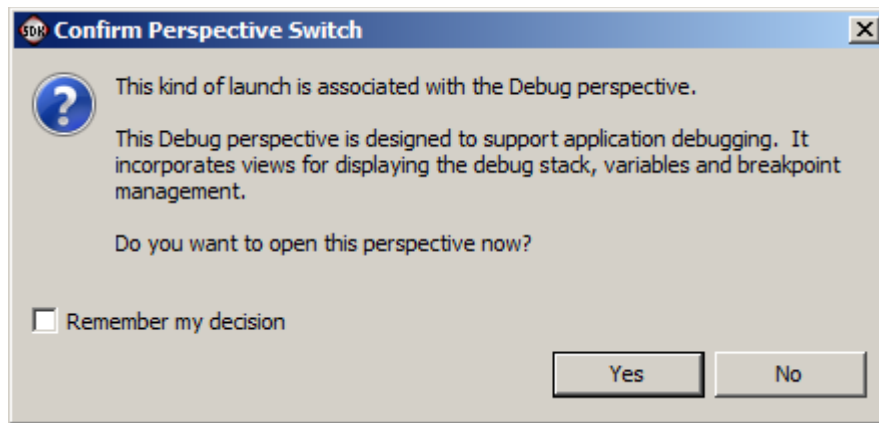 SDK Confirm Perspective Switch
This kind of launch is associated with the Debug perspective.
This Debug perspective is designed to support application debugging. It
incorporates views for displaying the debug stack, variables and breakpoint
management.
Do you want to open this perspective now?
Remember my decision
Yes No